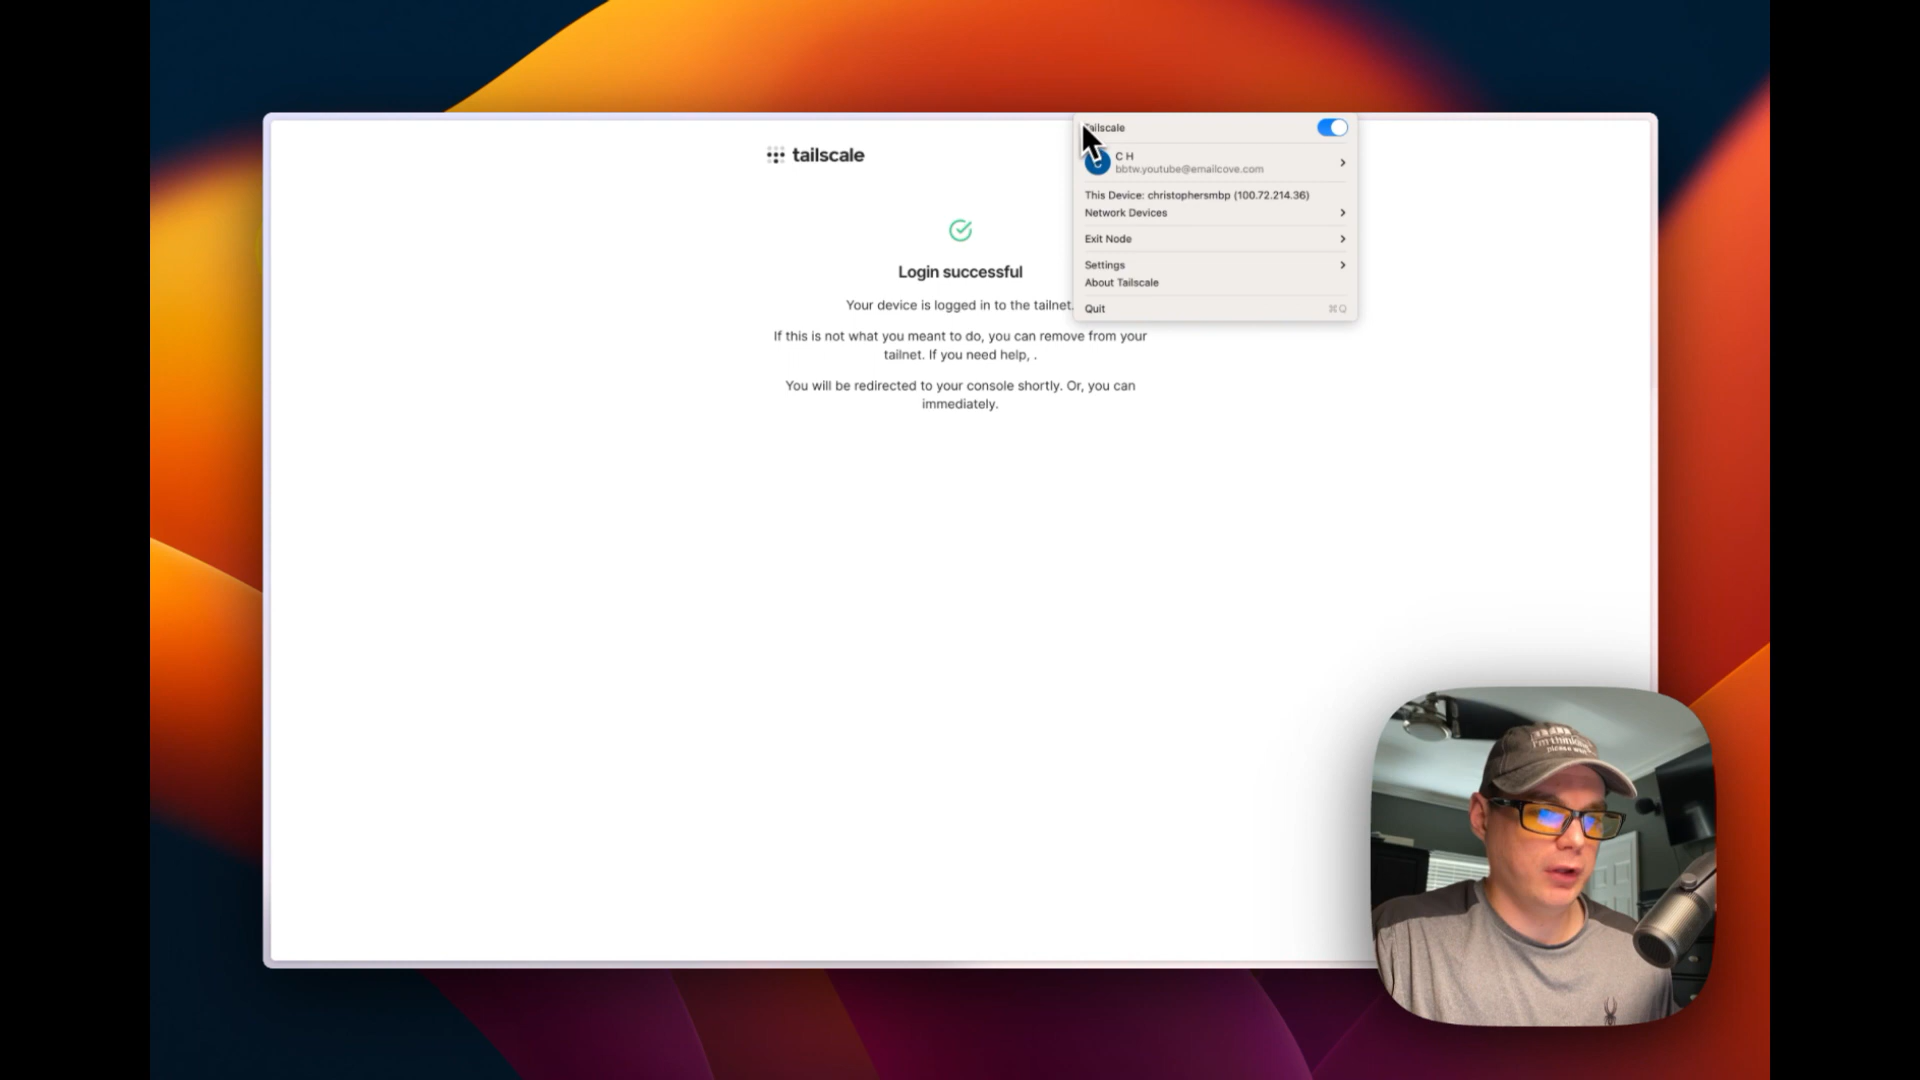 tailscale
Login successful
Your device is logged in to the tailnet.
If this is not what you meant to do, you can remove from your
tailnet. If you need help, .
You will be redirected to your console shortly. Or, you can
immediately.
C H
bbtw.youtube@emailcove.com
This Device: christophersmbp (100.72.214.36)
Network Devices
Exit Node
Settings
About Tailscale
Quit ⌘Q
I'm thinking
please wait